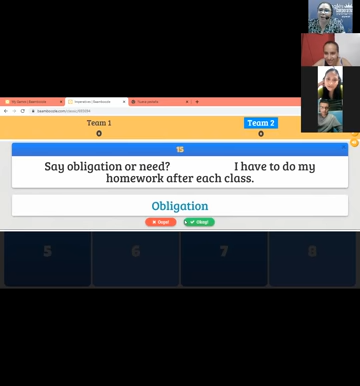 Team 1
0
Team 2
0
15
Say obligation or need? I have to do my
homework after each class.
Obligation
Oops!
Okay!
5
6
7
8